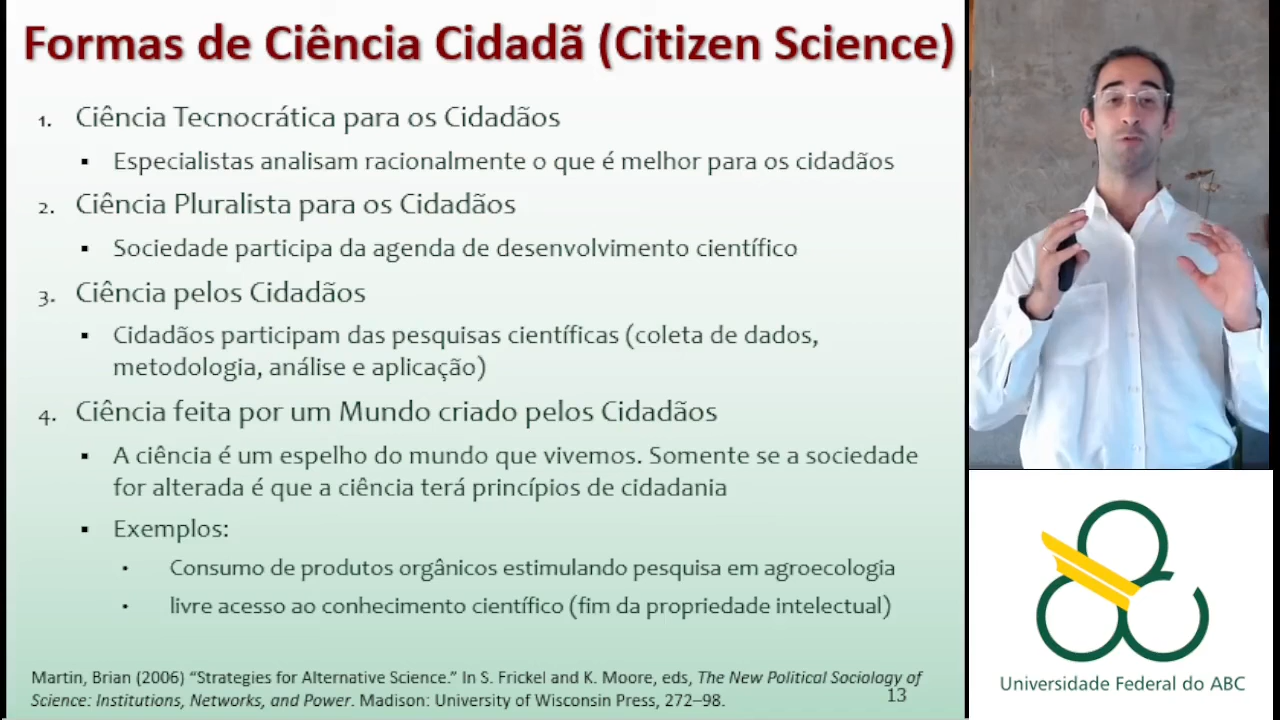 Formas de Ciência Cidadã (Citizen Science)
1. Ciência Tecnocrática para os Cidadãos
▪ Especialistas analisam racionalmente o que é melhor para os cidadãos
2. Ciência Pluralista para os Cidadãos
▪ Sociedade participa da agenda de desenvolvimento científico
3. Ciência pelos Cidadãos
▪ Cidadãos participam das pesquisas científicas (coleta de dados,
metodologia, análise e aplicação)
4. Ciência feita por um Mundo criado pelos Cidadãos
▪ A ciência é um espelho do mundo que vivemos. Somente se a sociedade
for alterada é que a ciência terá princípios de cidadania
▪ Exemplos:
• Consumo de produtos orgânicos estimulando pesquisa em agroecologia
• livre acesso ao conhecimento científico (fim da propriedade intelectual)
Martin, Brian (2006) “Strategies for Alternative Science.” In S. Frickel and K. Moore, eds, The New Political Sociology of
Science: Institutions, Networks, and Power. Madison: University of Wisconsin Press, 272–98.
13
Universidade Federal do ABC